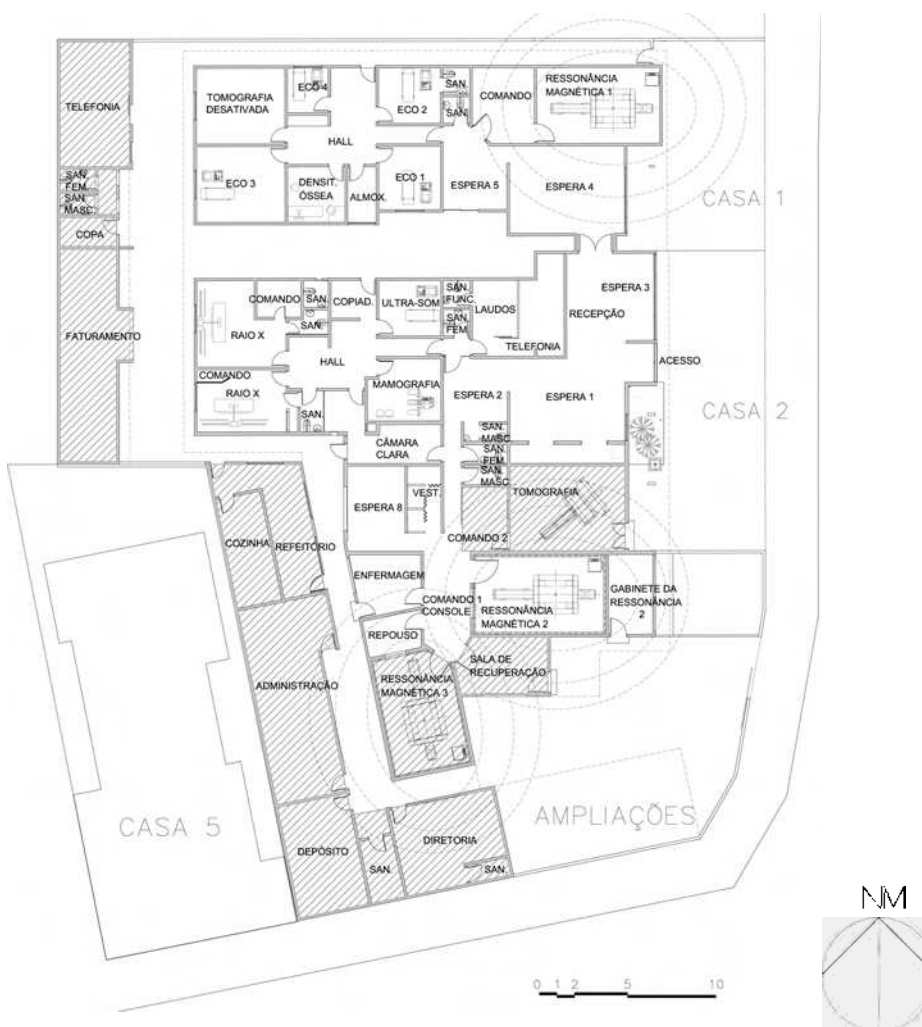 TELEFONIA
SAN.
FEM.
SAN.
MASC.
COPA
FATURAMENTO
TOMOGRAFIA
DESATIVADA
ECO 4
ECO 2
SAN.
SAN.
COMANDO
RESSONÂNCIA
MAGNÉTICA 1
HALL
ECO 3
DENSIT.
ÓSSEA
ALMOX.
ECO 1
ESPERA 5
ESPERA 4
CASA 1
COMANDO
SAN.
COPIAD.
ULTRA-SOM
SAN.
FUNC.
SAN.
FEM
LAUDOS
ESPERA 3
RECEPÇÃO
RAIO X
SAN.
TELEFONIA
HALL
ACESSO
COMANDO
RAIO X
SAN.
MAMOGRAFIA
ESPERA 2
ESPERA 1
CASA 2
CÂMARA
CLARA
SAN.
MASC.
SAN.
FEM
SAN.
MASC.
TOMOGRAFIA
ESPERA 8
VEST.
COMANDO 2
COZINHA
REFEITÓRIO
ENFERMAGEM
COMANDO 1
CONSOLE
RESSONÂNCIA
MAGNÉTICA 2
GABINETE DA
RESSONÂNCIA
2
REPOUSO
SALA DE
RECUPERAÇÃO
ADMINISTRAÇÃO
RESSONÂNCIA
MAGNÉTICA 3
CASA 5
AMPLIAÇÕES
DEPÓSITO
SAN.
DIRETORIA
SAN.
NM
0 1 2 5 10